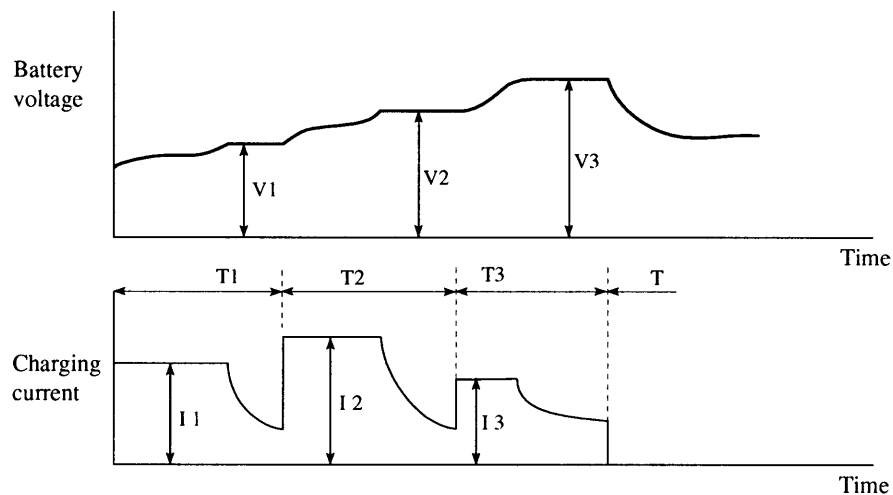 Battery
voltage
V1
V2
V3
Time
T1
T2
T3
T
Charging
current
I 1
I 2
I 3
Time